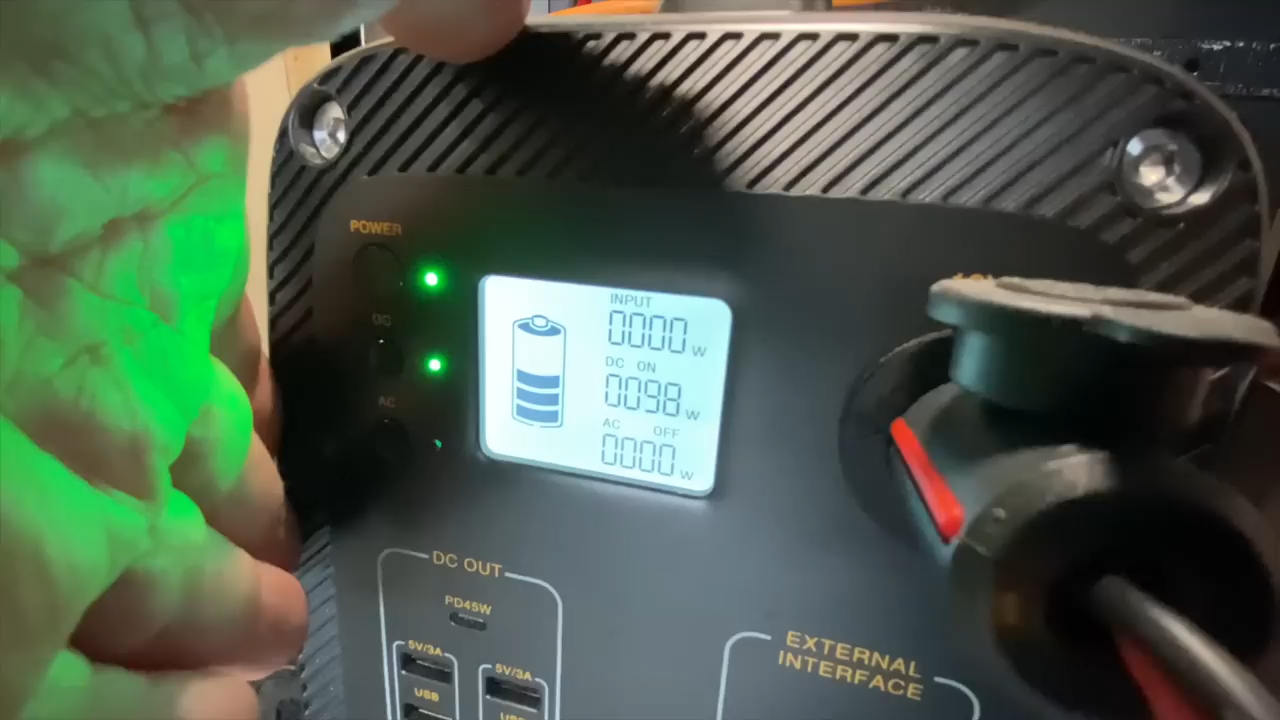 POWER
DC
AC
INPUT
0000 W
DC ON
0098 W
AC OFF
0000 W
DC OUT
PD45W
5V/3A
5V/3A
USB
EXTERNAL
INTERFACE